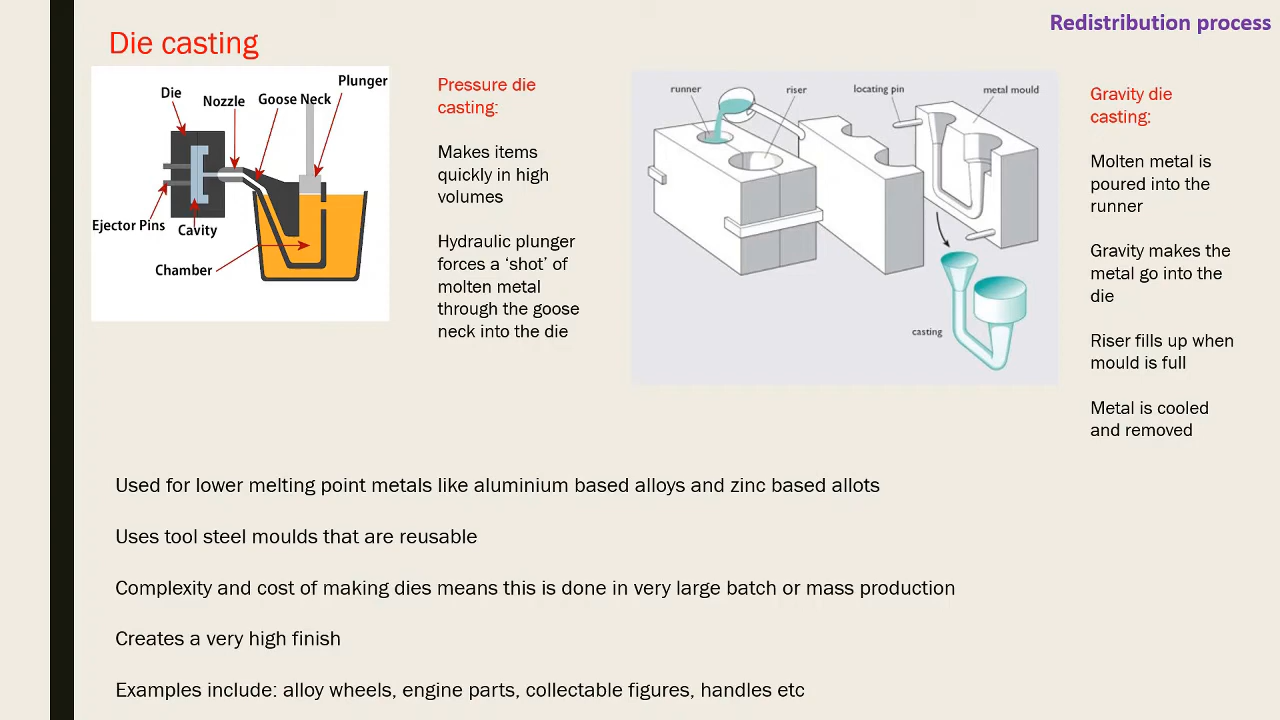 Redistribution process
Die casting
Die
Nozzle
Goose Neck
Plunger
Ejector Pins
Cavity
Chamber
Pressure die
casting:
Makes items
quickly in high
volumes
Hydraulic plunger
forces a ‘shot’ of
molten metal
through the goose
neck into the die
runner
riser
locating pin
metal mould
casting
Gravity die
casting:
Molten metal is
poured into the
runner
Gravity makes the
metal go into the
die
Riser fills up when
mould is full
Metal is cooled
and removed
Used for lower melting point metals like aluminium based alloys and zinc based allots
Uses tool steel moulds that are reusable
Complexity and cost of making dies means this is done in very large batch or mass production
Creates a very high finish
Examples include: alloy wheels, engine parts, collectable figures, handles etc